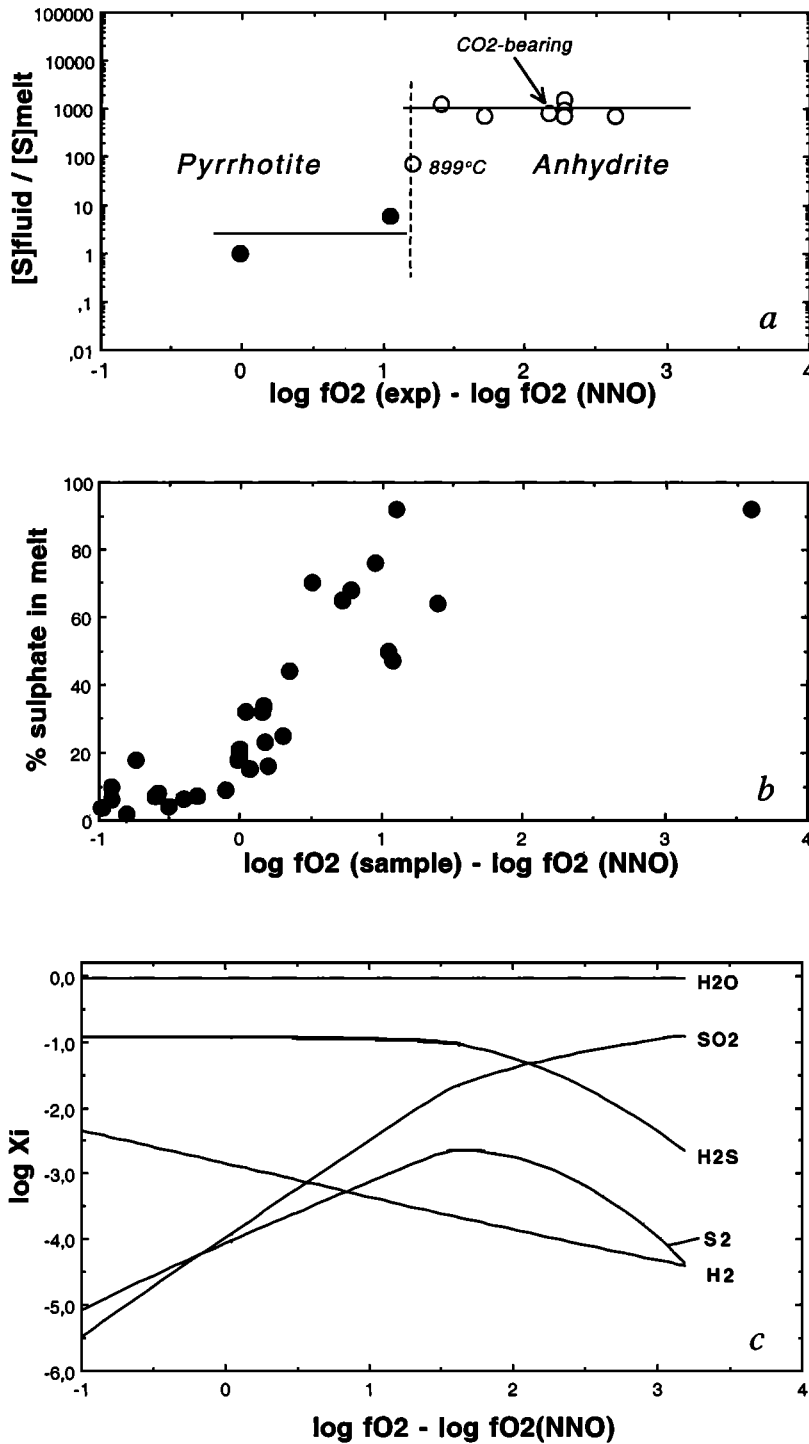 100000
10000
1000
100
10
1
,1
,01
[S]fluid / [S]melt
CO2-bearing
Pyrrhotite
899°C
Anhydrite
a
-1
0
1
2
3
4
log fO2 (exp) - log fO2 (NNO)
100
80
60
40
20
0
% sulphate in melt
b
-1
0
1
2
3
4
log fO2 (sample) - log fO2 (NNO)
0,0
-1,0
-2,0
-3,0
-4,0
-5,0
-6,0
log Xi
H2O
SO2
H2S
S2
H2
c
-1
0
1
2
3
4
log fO2 - log fO2(NNO)